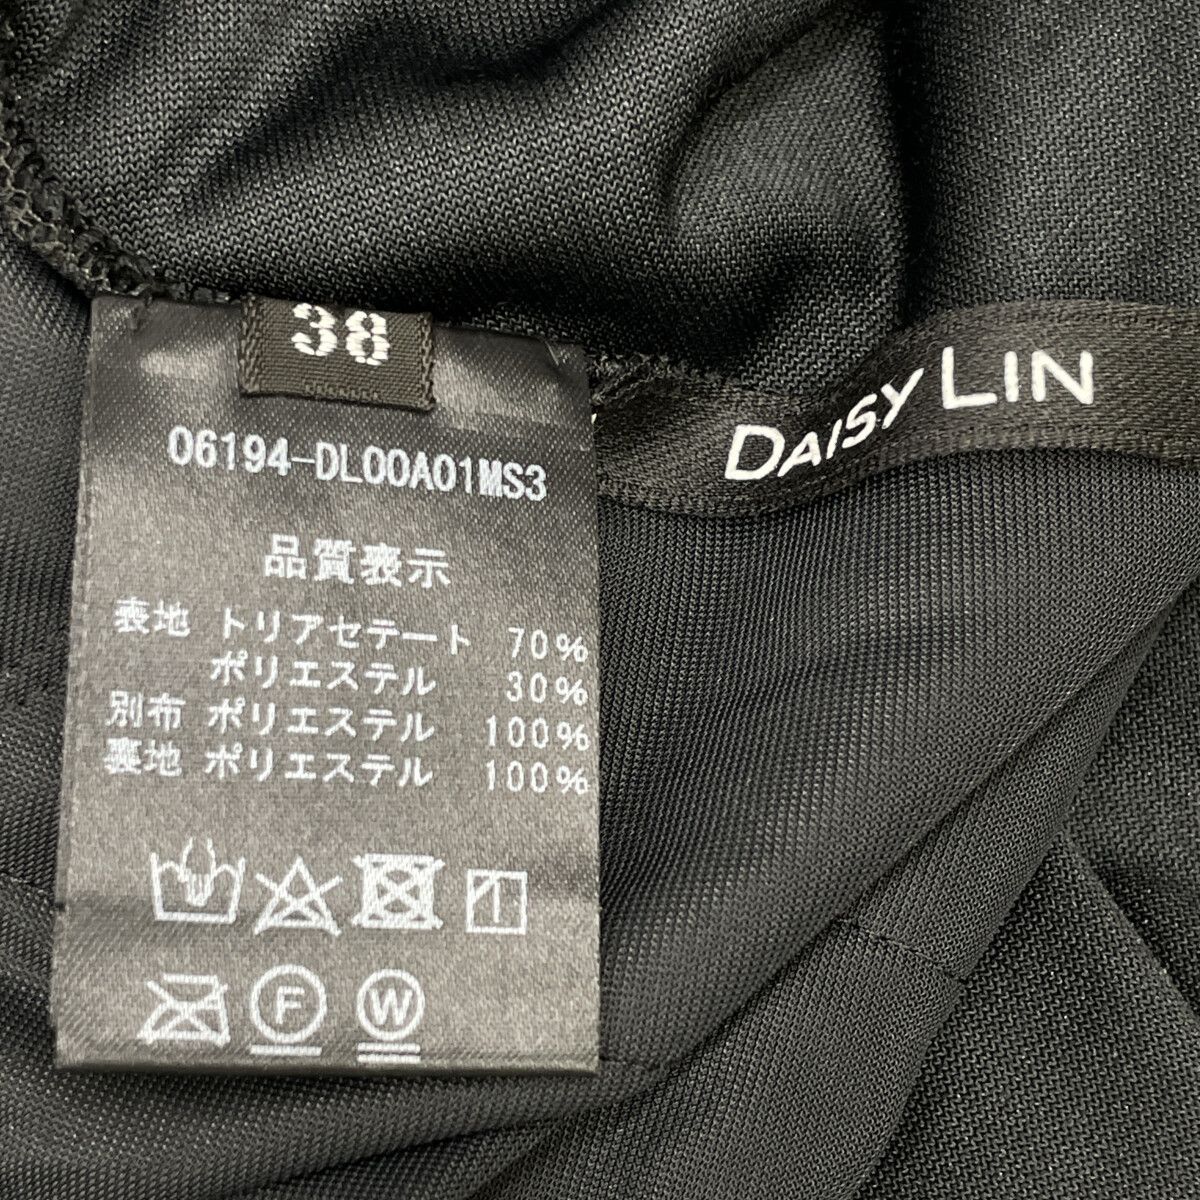 38
DAISY LIN
06194-DL00A01MS3
品質表示
表地 トリアセテート 70%
ポリエステル 30%
別布 ポリエステル 100%
裏地 ポリエステル 100%
F
W